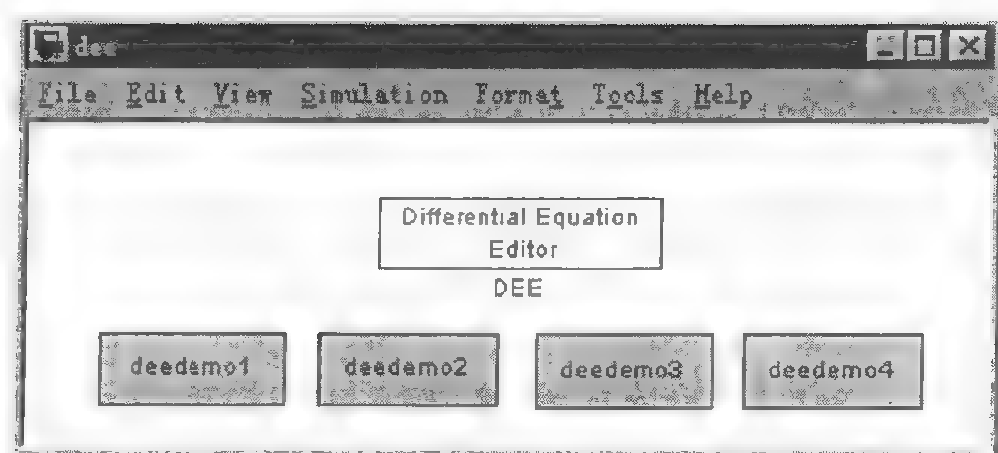 dee
File Edit View Simulation Format Tools Help
Differential Equation
Editor
DEE
deedemo1 deedemo2 deedemo3 deedemo4